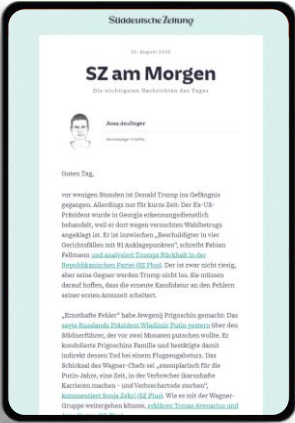 Süddeutsche Zeitung
25. August 2023
SZ am Morgen
Die wichtigsten Nachrichten des Tages
Jana Anzlinger
Homepage-Chefin
Guten Tag,
vor wenigen Stunden ist Donald Trump ins Gefängnis
gegangen. Allerdings nur für kurze Zeit: Der Ex-US-
Präsident wurde in Georgia erkennungsdienstlich
behandelt, weil er dort wegen versuchten Wahlbetrugs
angeklagt ist. Er ist inzwischen „Beschuldigter in vier
Gerichtsfällen mit 91 Anklagepunkten“, schreibt Fabian
Fellmann und analysiert Trumps Rückhalt in der
Republikanischen Partei (SZ Plus). Der ist zwar nicht riesig,
aber seine Gegner werden Trump nicht los. Sie müssen
darauf hoffen, dass die erneute Kandidatur an den Fehlern
seiner ersten Amtszeit scheitert.
„Ernsthafte Fehler“ habe Jewgenij Prigoschin gemacht: Das
sagte Russlands Präsident Wladimir Putin gestern über den
Söldnerführer, der vor zwei Monaten putschen wollte. Er
kondolierte Prigoschins Familie und bestätigte damit
indirekt dessen Tod bei einem Flugzeugabsturz. Das
Schicksal des Wagner-Chefs sei „exemplarisch für die
Putin-Jahre, eine Zeit, in der Verbrecher ikarushafte
Karrieren machen – und Verbrechertode sterben“,
kommentiert Sonja Zekri (SZ Plus). Wie es mit der Wagner-
Gruppe weitergehen könnte, erklären Tomas Avenarius und